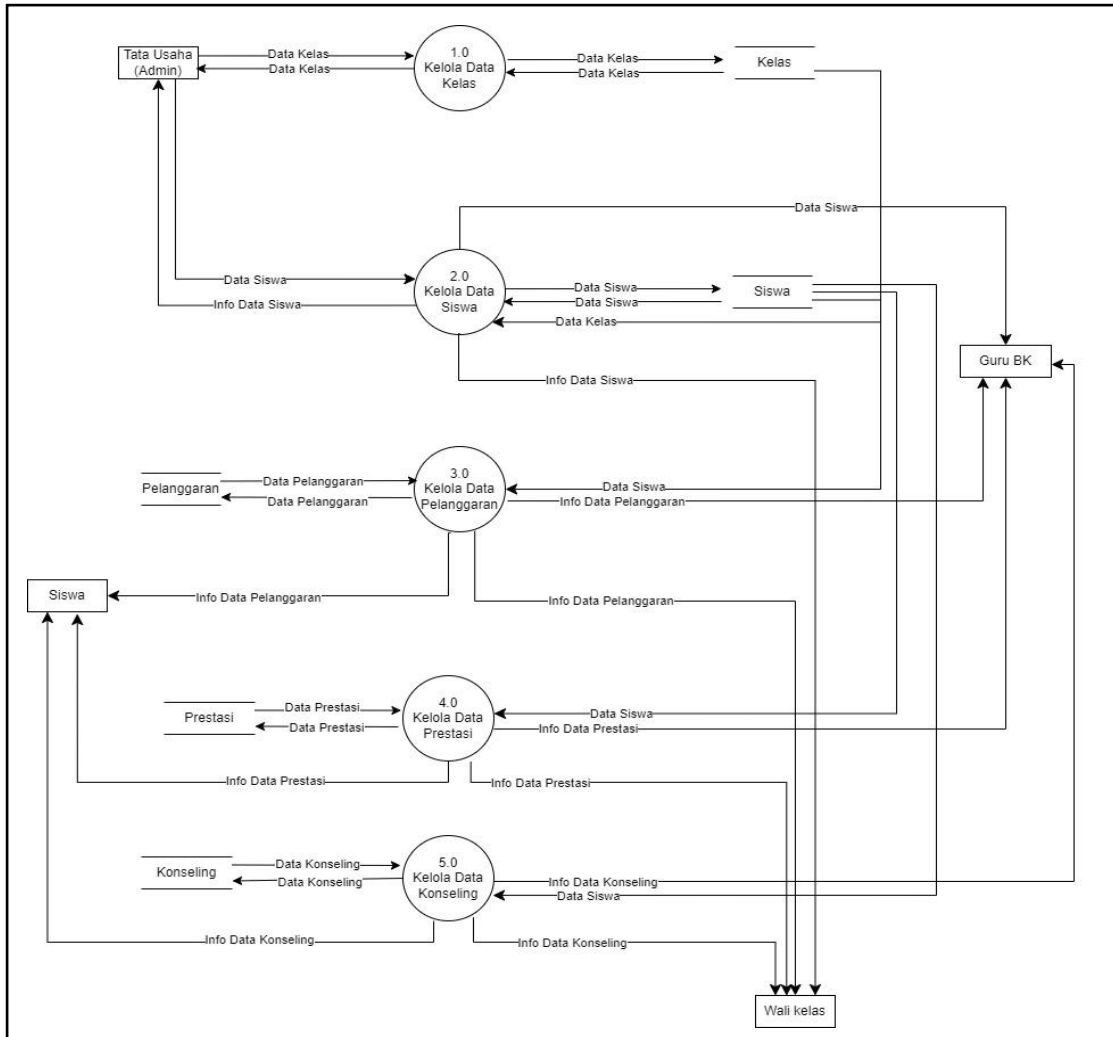 Tata Usaha
(Admin)
Data Kelas
Data Kelas
1.0
Kelola Data
Kelas
Data Kelas
Data Kelas
Kelas
Data Siswa
Data Siswa
Info Data Siswa
2.0
Kelola Data
Siswa
Data Siswa
Data Siswa
Data Kelas
Siswa
Info Data Siswa
Guru BK
Pelanggaran
Data Pelanggaran
Data Pelanggaran
3.0
Kelola Data
Pelanggaran
Data Siswa
Info Data Pelanggaran
Siswa
Info Data Pelanggaran
Info Data Pelanggaran
Prestasi
Data Prestasi
Data Prestasi
4.0
Kelola Data
Prestasi
Data Siswa
Info Data Prestasi
Info Data Prestasi
Info Data Prestasi
Konseling
Data Konseling
Data Konseling
5.0
Kelola Data
Konseling
Info Data Konseling
Data Siswa
Info Data Konseling
Info Data Konseling
Wali kelas